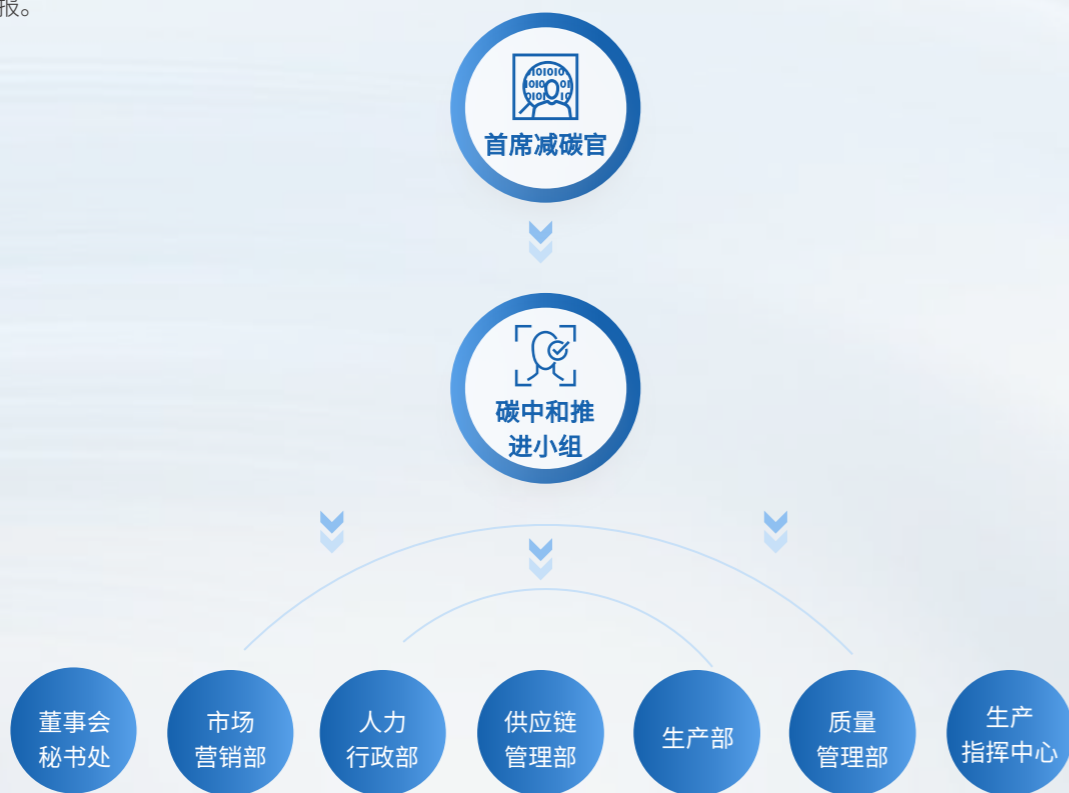 报。
首席减碳官
碳中和推
进小组
董事会
秘书处
市场
营销部
人力
行政部
供应链
管理部
生产部
质量
管理部
生产
指挥中心